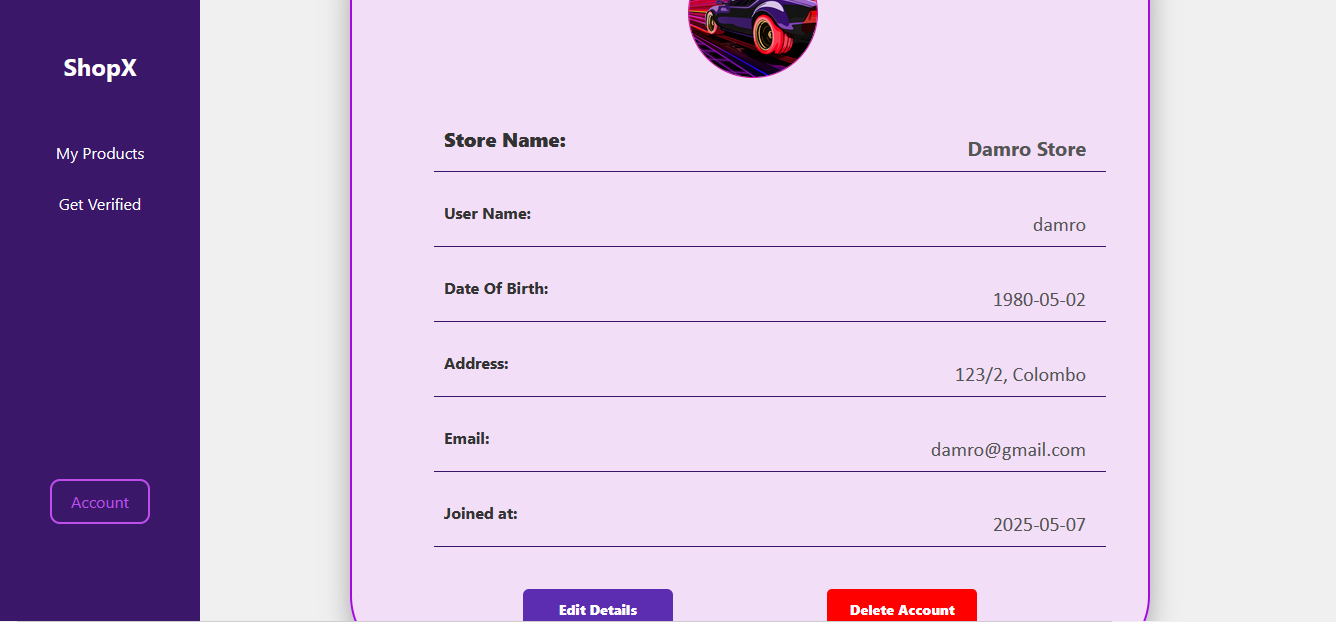 ShopX
My Products
Get Verified
Account
Store Name:
Damro Store
User Name:
damro
Date Of Birth:
1980-05-02
Address:
123/2, Colombo
Email:
damro@gmail.com
Joined at:
2025-05-07
Edit Details
Delete Account